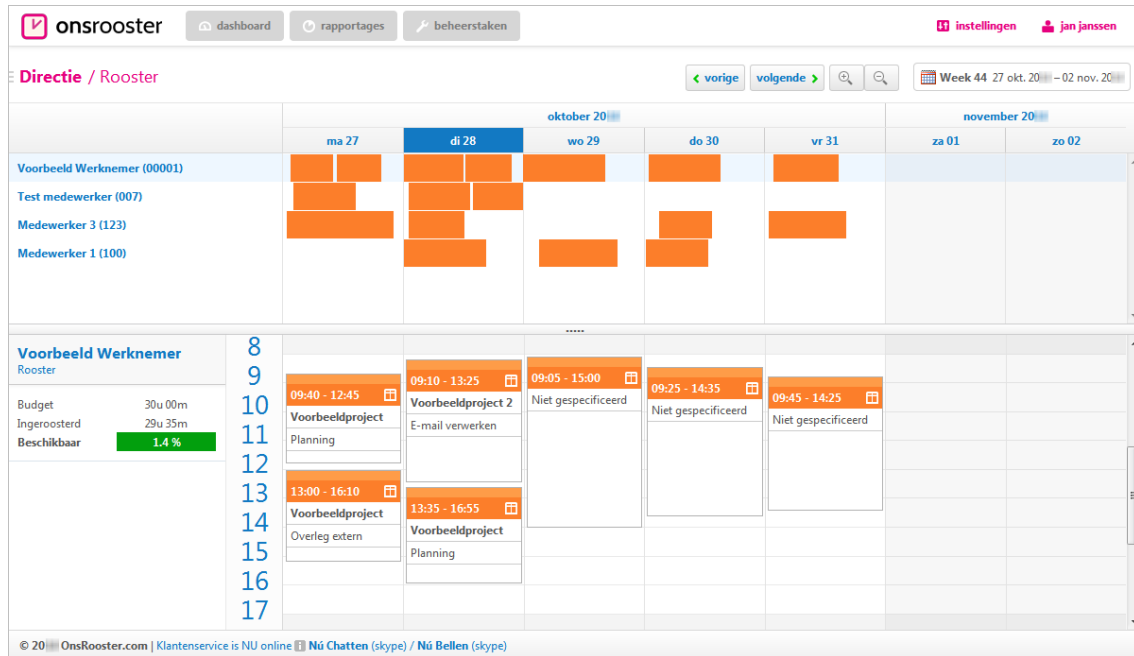 onsrooster dashboard rapportages beheerstaken instellingen jan janssen
Directie / Rooster vorige volgende Week 44 27 okt. 20 – 02 nov. 20
oktober 20 november 20
ma 27 di 28 wo 29 do 30 vr 31 za 01 zo 02
Voorbeeld Werknemer (00001)
Test medewerker (007)
Medewerker 3 (123)
Medewerker 1 (100)
Voorbeeld Werknemer
Rooster
Budget 30u 00m
Ingeroosterd 29u 35m
Beschikbaar 1.4 %
8
9
10
11
12
13
14
15
16
17
09:40 - 12:45
Voorbeeldproject
Planning
13:00 - 16:10
Voorbeeldproject
Overleg extern
09:10 - 13:25
Voorbeeldproject 2
E-mail verwerken
13:35 - 16:55
Voorbeeldproject
Planning
09:05 - 15:00
Niet gespecificeerd
09:25 - 14:35
Niet gespecificeerd
09:45 - 14:25
Niet gespecificeerd
© 20 OnsRooster.com | Klantenservice is NU online i Nú Chatten (skype) / Nú Bellen (skype)